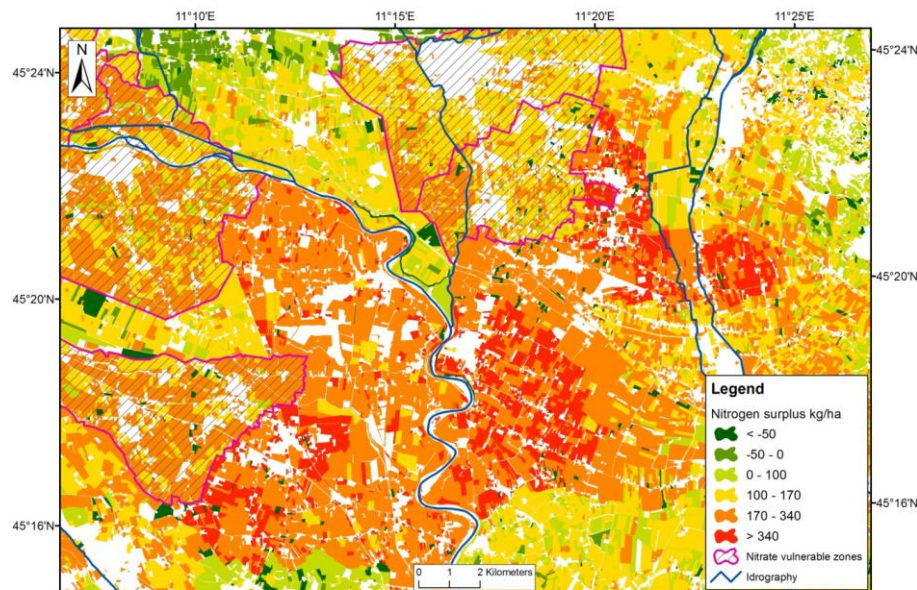 11°10'E 11°15'E 11°20'E 11°25'E
N
45°24'N 45°24'N
45°20'N 45°20'N
45°16'N 45°16'N
Legend
Nitrogen surplus kg/ha
< -50
-50 - 0
0 - 100
100 - 170
170 - 340
> 340
Nitrate vulnerable zones
Idrography
0 1 2 Kilometers